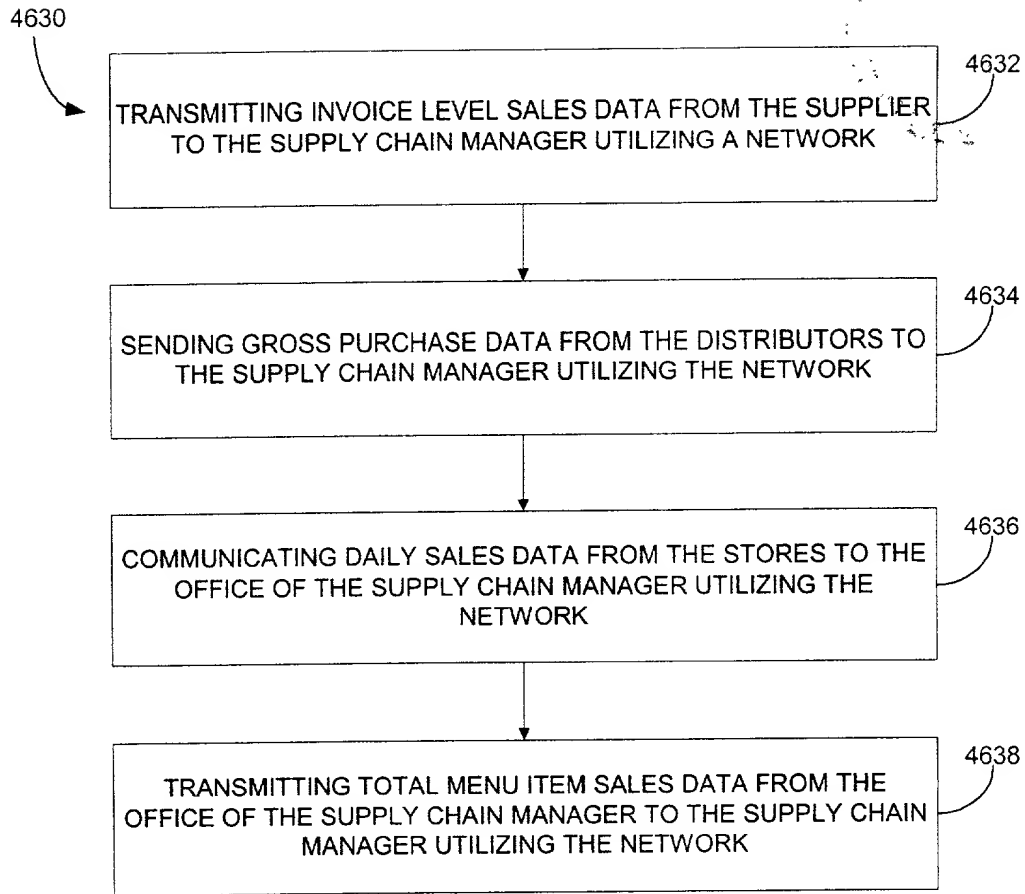 4630
4632
TRANSMITTING INVOICE LEVEL SALES DATA FROM THE SUPPLIER
TO THE SUPPLY CHAIN MANAGER UTILIZING A NETWORK
4634
SENDING GROSS PURCHASE DATA FROM THE DISTRIBUTORS TO
THE SUPPLY CHAIN MANAGER UTILIZING THE NETWORK
4636
COMMUNICATING DAILY SALES DATA FROM THE STORES TO THE
OFFICE OF THE SUPPLY CHAIN MANAGER UTILIZING THE
NETWORK
4638
TRANSMITTING TOTAL MENU ITEM SALES DATA FROM THE
OFFICE OF THE SUPPLY CHAIN MANAGER TO THE SUPPLY CHAIN
MANAGER UTILIZING THE NETWORK